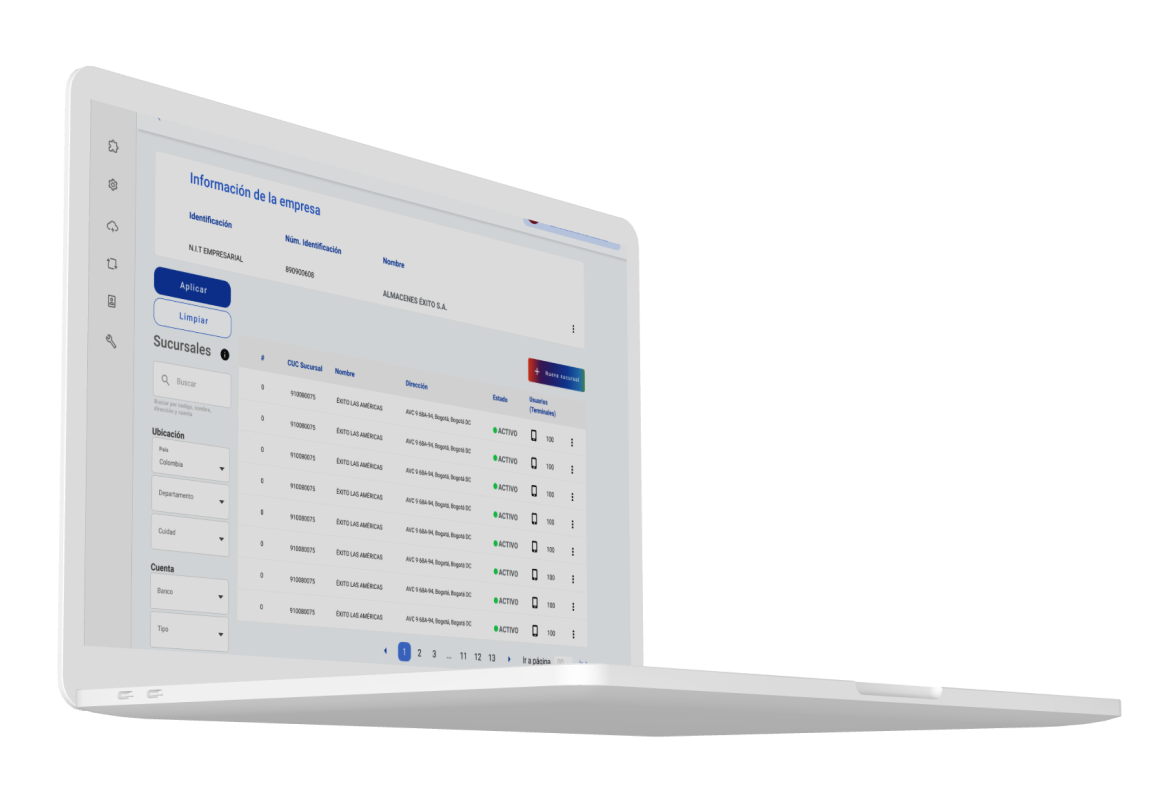 Información de la empresa
Identificación
Núm. Identificación
Nombre
N.I.T EMPRESARIAL
890900608
ALMACENES ÉXITO S.A.
Aplicar
Limpiar
Sucursales
Buscar
Buscar por codigo, nombre,
dirección y cuenta
Ubicación
País
Colombia
Departamento
Cuidad
Cuenta
Banco
Tipo
+ Nueva sucursal
# CUC Sucursal Nombre Dirección Estado Usuarios
(Terminales)
0 910080075 ÉXITO LAS AMÉRICAS AVC 9 68A-94, Bogotá, Bogotá DC ACTIVO 100
0 910080075 ÉXITO LAS AMÉRICAS AVC 9 68A-94, Bogotá, Bogotá DC ACTIVO 100
0 910080075 ÉXITO LAS AMÉRICAS AVC 9 68A-94, Bogotá, Bogotá DC ACTIVO 100
0 910080075 ÉXITO LAS AMÉRICAS AVC 9 68A-94, Bogotá, Bogotá DC ACTIVO 100
0 910080075 ÉXITO LAS AMÉRICAS AVC 9 68A-94, Bogotá, Bogotá DC ACTIVO 100
0 910080075 ÉXITO LAS AMÉRICAS AVC 9 68A-94, Bogotá, Bogotá DC ACTIVO 100
0 910080075 ÉXITO LAS AMÉRICAS AVC 9 68A-94, Bogotá, Bogotá DC ACTIVO 100
0 910080075 ÉXITO LAS AMÉRICAS AVC 9 68A-94, Bogotá, Bogotá DC ACTIVO 100
1 2 3 ... 11 12 13 Ir a página